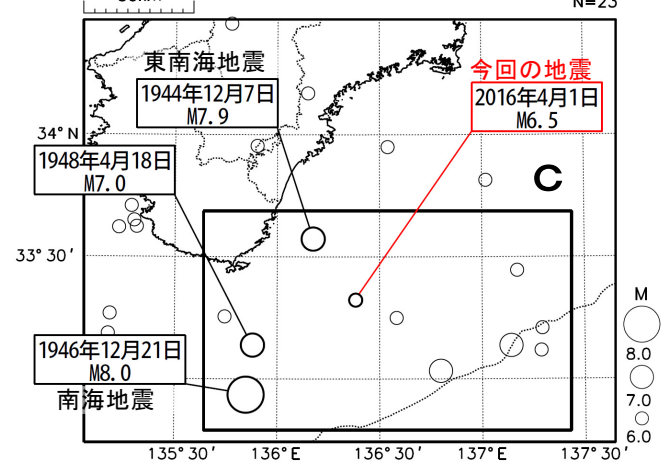 N=23
東南海地震
1944年12月7日
M7.9
今回の地震
2016年4月1日
M6.5
34°N
1948年4月18日
M7.0
C
33°30′
1946年12月21日
M8.0
南海地震
M
8.0
7.0
6.0
135°30′
136°E
136°30′
137°E
137°30′